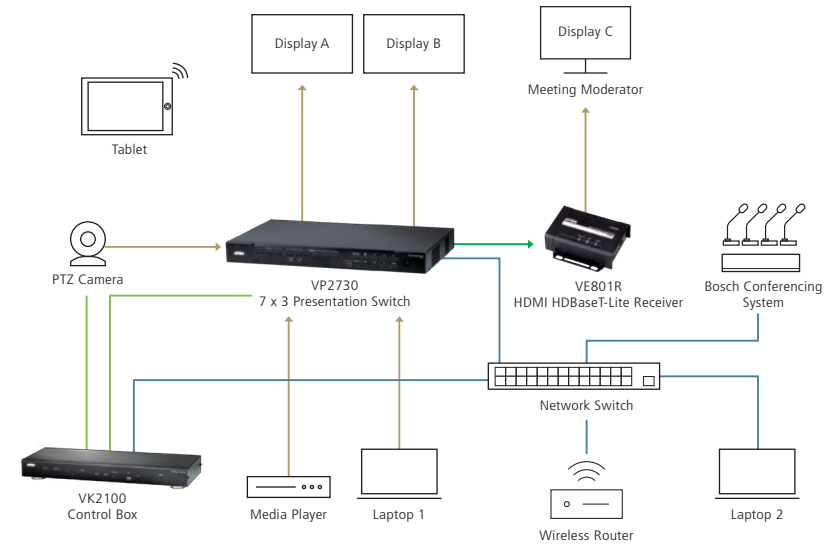 Display A
Display B
Display C
Meeting Moderator
Tablet
PTZ Camera
VP2730
7 x 3 Presentation Switch
VE801R
HDMI HDBaseT-Lite Receiver
Bosch Conferencing
System
Network Switch
VK2100
Control Box
Media Player
Laptop 1
Wireless Router
Laptop 2